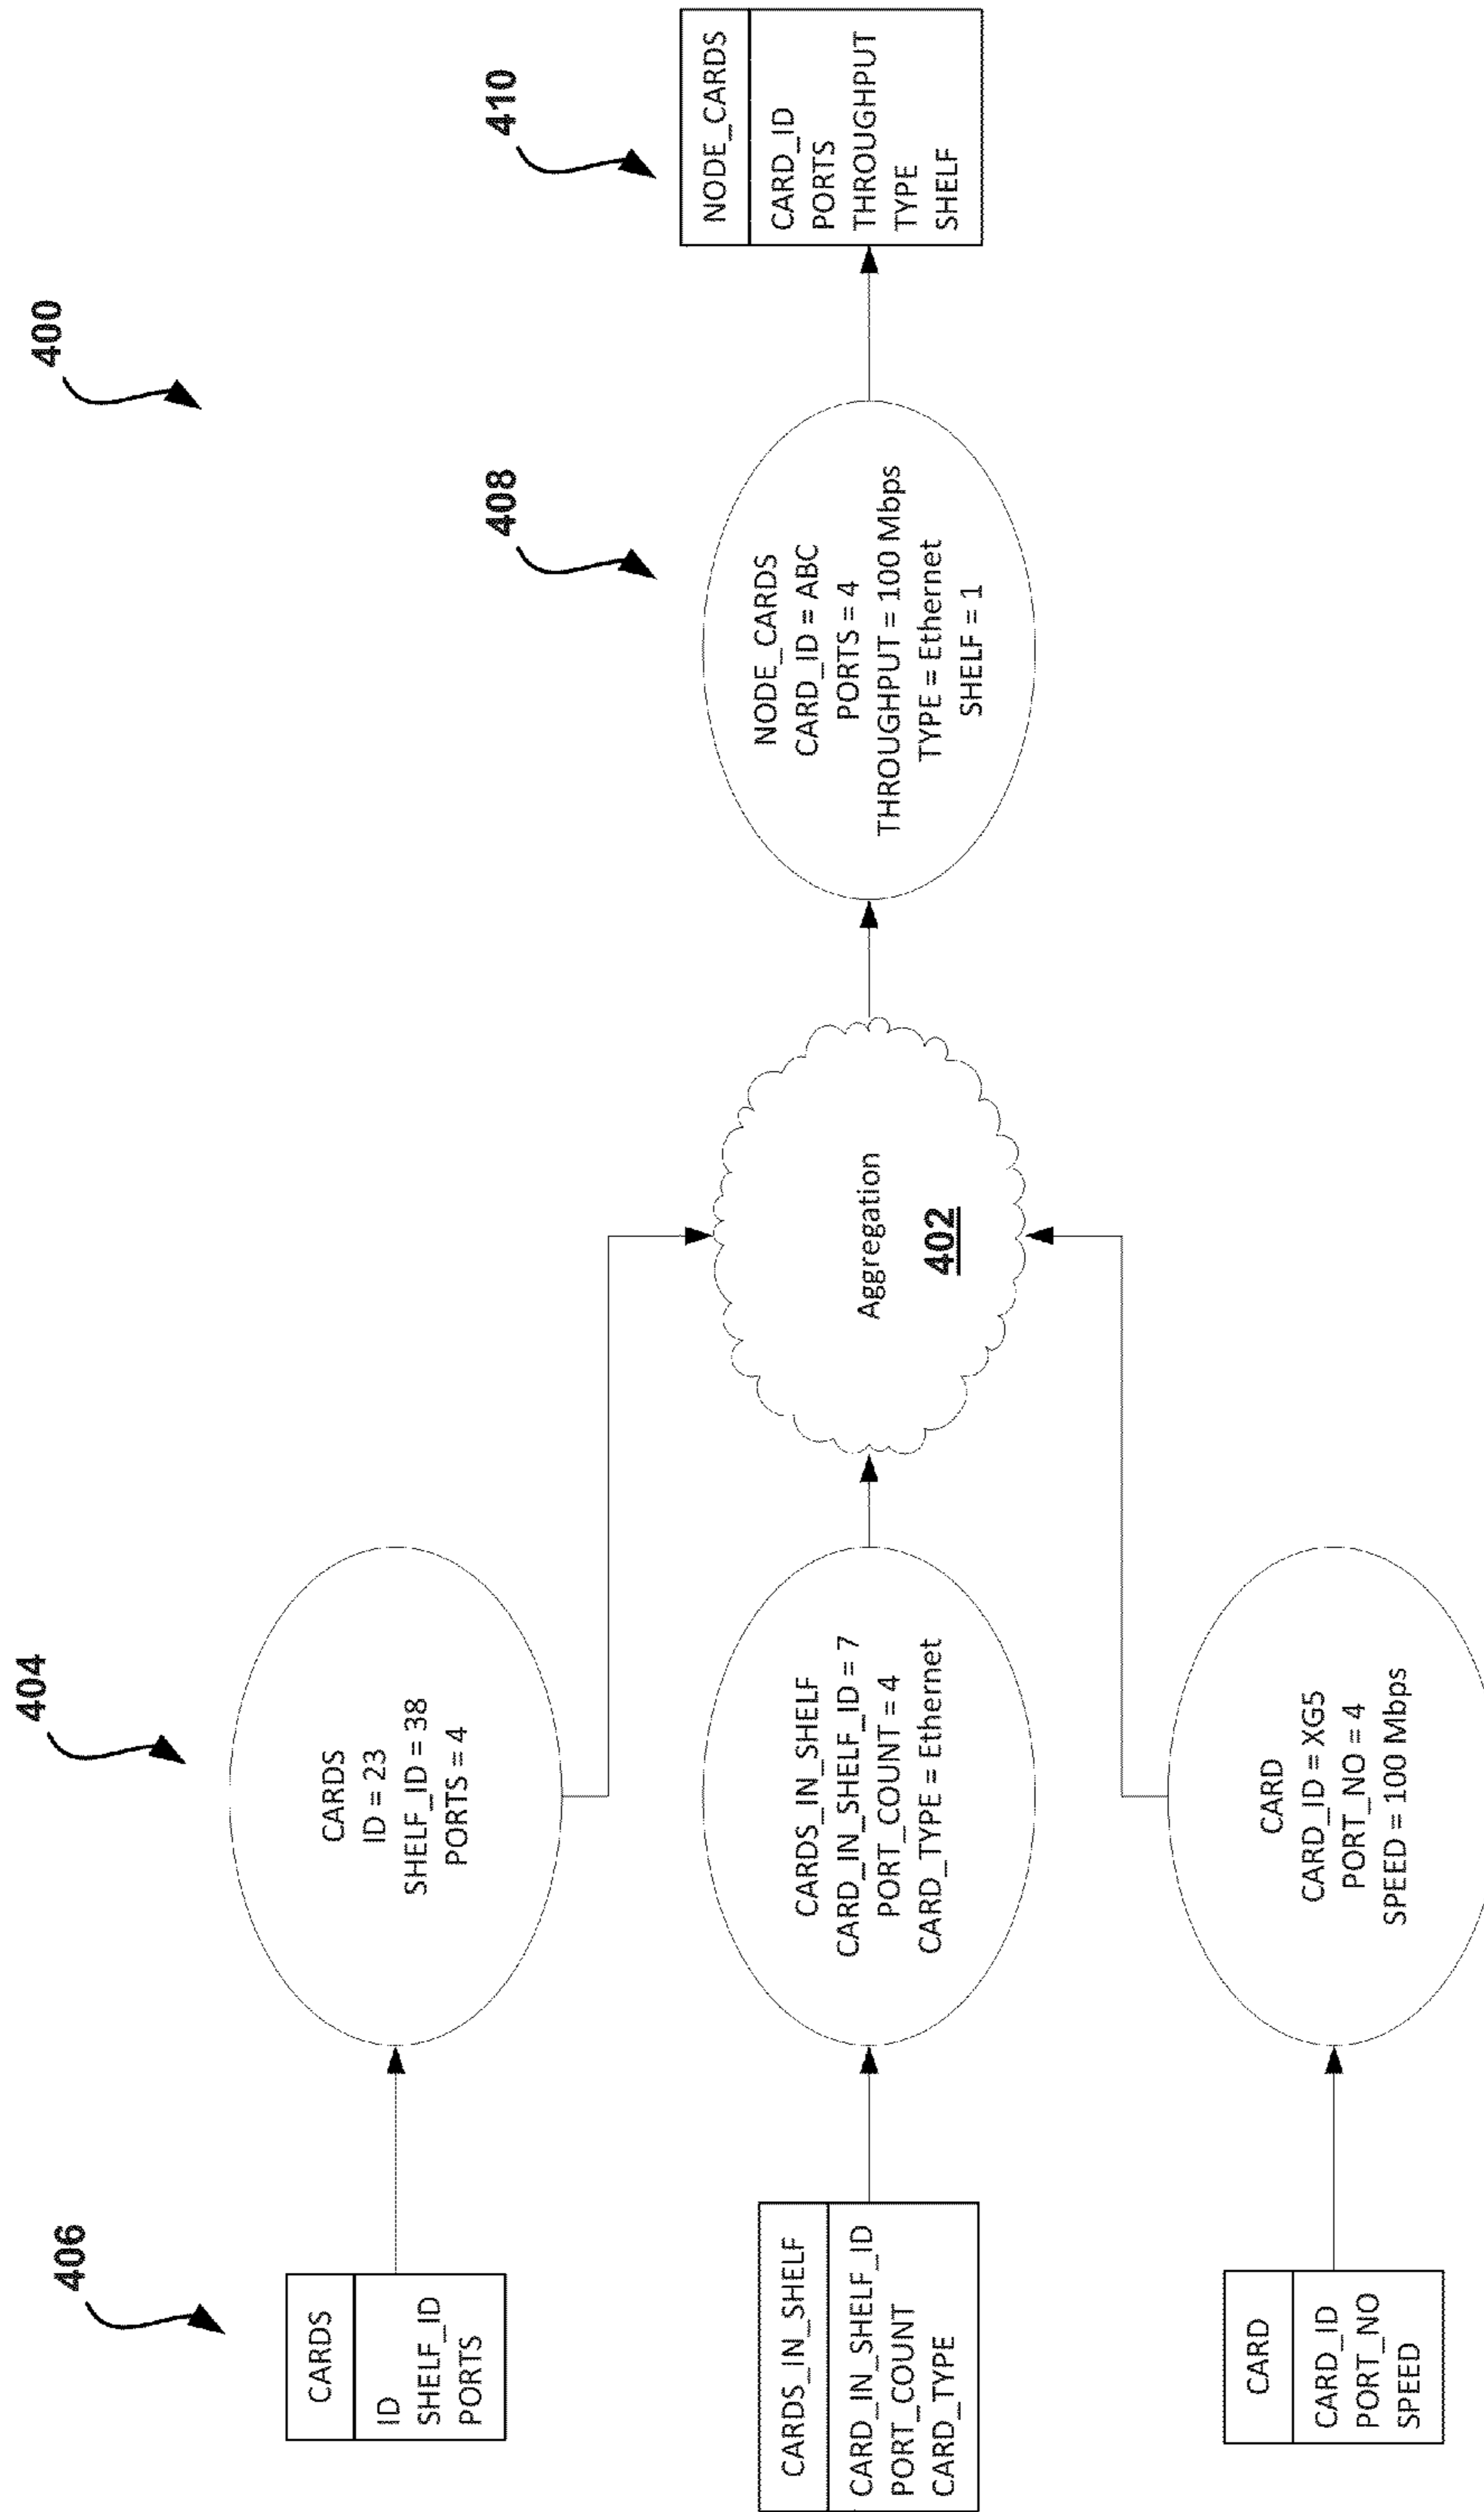 400
406
404
408
410
CARDS
ID
SHELF_ID
PORTS
CARDS
ID = 23
SHELF_ID = 38
PORTS = 4
CARDS_IN_SHELF
CARD_IN_SHELF_ID
PORT_COUNT
CARD_TYPE
CARDS_IN_SHELF
CARD_IN_SHELF_ID = 7
PORT_COUNT = 4
CARD_TYPE = Ethernet
CARD
CARD_ID
PORT_NO
SPEED
CARD
CARD_ID = XG5
PORT_NO = 4
SPEED = 100 Mbps
Aggregation
402
NODE_CARDS
CARD_ID = ABC
PORTS = 4
THROUGHPUT = 100 Mbps
TYPE = Ethernet
SHELF = 1
NODE_CARDS
CARD_ID
PORTS
THROUGHPUT
TYPE
SHELF